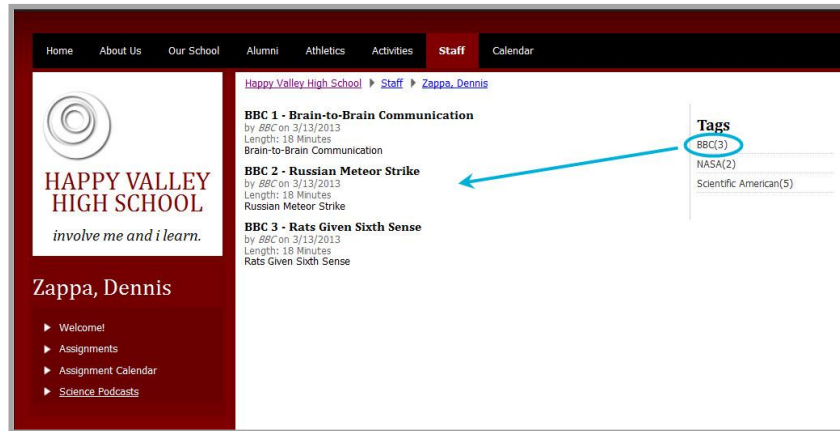 Home About Us Our School Alumni Athletics Activities Staff Calendar
HAPPY VALLEY
HIGH SCHOOL
involve me and i learn.
Zappa, Dennis
Welcome!
Assignments
Assignment Calendar
Science Podcasts
Happy Valley High School Staff Zappa, Dennis
BBC 1 - Brain-to-Brain Communication
by BBC on 3/13/2013
Length: 18 Minutes
Brain-to-Brain Communication
BBC 2 - Russian Meteor Strike
by BBC on 3/13/2013
Length: 18 Minutes
Russian Meteor Strike
BBC 3 - Rats Given Sixth Sense
by BBC on 3/13/2013
Length: 18 Minutes
Rats Given Sixth Sense
Tags
BBC(3)
NASA(2)
Scientific American(5)